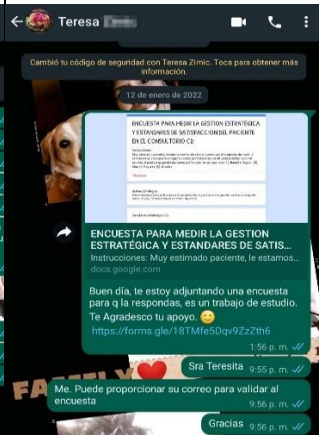 Teresa
Cambió tu código de seguridad con Teresa Zimic. Toca para obtener más
información.
12 de enero de 2022
ENCUESTA PARA MEDIR LA GESTION ESTRATÉGICA
Y ESTANDARES DE SATISFACCION DEL PACIENTE
EN EL CONSULTORIO CD
ENCUESTA PARA MEDIR LA GESTION
ESTRATÉGICA Y ESTANDARES DE SATIS...
Instrucciones: Muy estimado paciente, le estamos...
docs.google.com
Buen día, te estoy adjuntando una encuesta
para q la respondas, es un trabajo de estudio.
Te Agradesco tu apoyo. 😊
https://forms.gle/18TMfe5Dqv9ZzZth6
1:56 p. m.
Sra Teresita 9:55 p. m.
FAMILY
Me. Puede proporcionar su correo para validar al
encuesta
9:56 p. m.
Gracias 9:56 p. m.